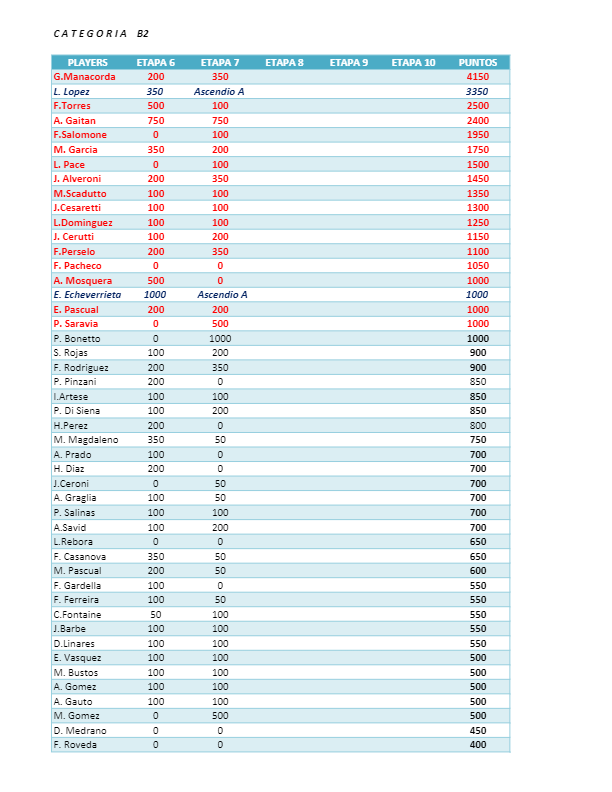 CATEGORIA B2
PLAYERS ETAPA 6 ETAPA 7 ETAPA 8 ETAPA 9 ETAPA 10 PUNTOS
G.Manacorda 200 350 4150
L. Lopez 350 Ascendio A 3350
F.Torres 500 100 2500
A. Gaitan 750 750 2400
F.Salomone 0 100 1950
M. Garcia 350 200 1750
L. Pace 0 100 1500
J. Alveroni 200 350 1450
M.Scadutto 100 100 1350
J.Cesaretti 100 100 1300
L.Dominguez 100 100 1250
J. Cerutti 100 200 1150
F.Perselo 200 350 1100
F. Pacheco 0 0 1050
A. Mosquera 500 0 1000
E. Echeverrieta 1000 Ascendio A 1000
E. Pascual 200 200 1000
P. Saravia 0 500 1000
P. Bonetto 0 1000 1000
S. Rojas 100 200 900
F. Rodriguez 200 350 900
P. Pinzani 200 0 850
I.Artese 100 100 850
P. Di Siena 100 200 850
H.Perez 200 0 800
M. Magdaleno 350 50 750
A. Prado 100 0 700
H. Diaz 200 0 700
J.Ceroni 0 50 700
A. Graglia 100 50 700
P. Salinas 100 100 700
A.Savid 100 200 700
L.Rebora 0 0 650
F. Casanova 350 50 650
M. Pascual 200 50 600
F. Gardella 100 0 550
F. Ferreira 100 50 550
C.Fontaine 50 100 550
J.Barbe 100 100 550
D.Linares 100 100 550
E. Vasquez 100 100 500
M. Bustos 100 100 500
A. Gomez 100 100 500
A. Gauto 100 100 500
M. Gomez 0 500 500
D. Medrano 0 0 450
F. Roveda 0 0 400